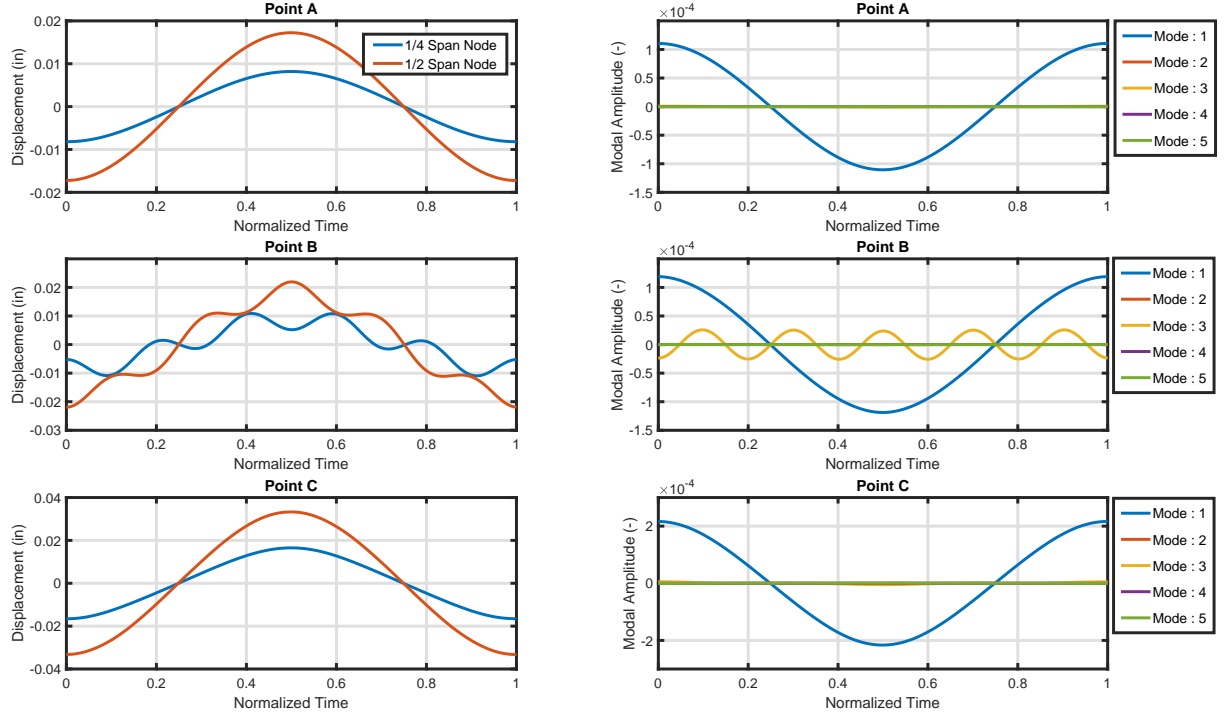 Point A
0.02
0.01
0
-0.01
-0.02
Displacement (in)
1/4 Span Node
1/2 Span Node
0 0.2 0.4 0.6 0.8 1
Normalized Time
Point A
×10⁻⁴
1
0.5
0
-0.5
-1
-1.5
Modal Amplitude (-)
0 0.2 0.4 0.6 0.8 1
Normalized Time
Mode : 1
Mode : 2
Mode : 3
Mode : 4
Mode : 5
Point B
0.02
0.01
0
-0.01
-0.02
-0.03
Displacement (in)
0 0.2 0.4 0.6 0.8 1
Normalized Time
Point B
×10⁻⁴
1
0.5
0
-0.5
-1
-1.5
Modal Amplitude (-)
0 0.2 0.4 0.6 0.8 1
Normalized Time
Mode : 1
Mode : 2
Mode : 3
Mode : 4
Mode : 5
Point C
0.04
0.02
0
-0.02
-0.04
Displacement (in)
0 0.2 0.4 0.6 0.8 1
Normalized Time
Point C
×10⁻⁴
2
0
-2
Modal Amplitude (-)
0 0.2 0.4 0.6 0.8 1
Normalized Time
Mode : 1
Mode : 2
Mode : 3
Mode : 4
Mode : 5